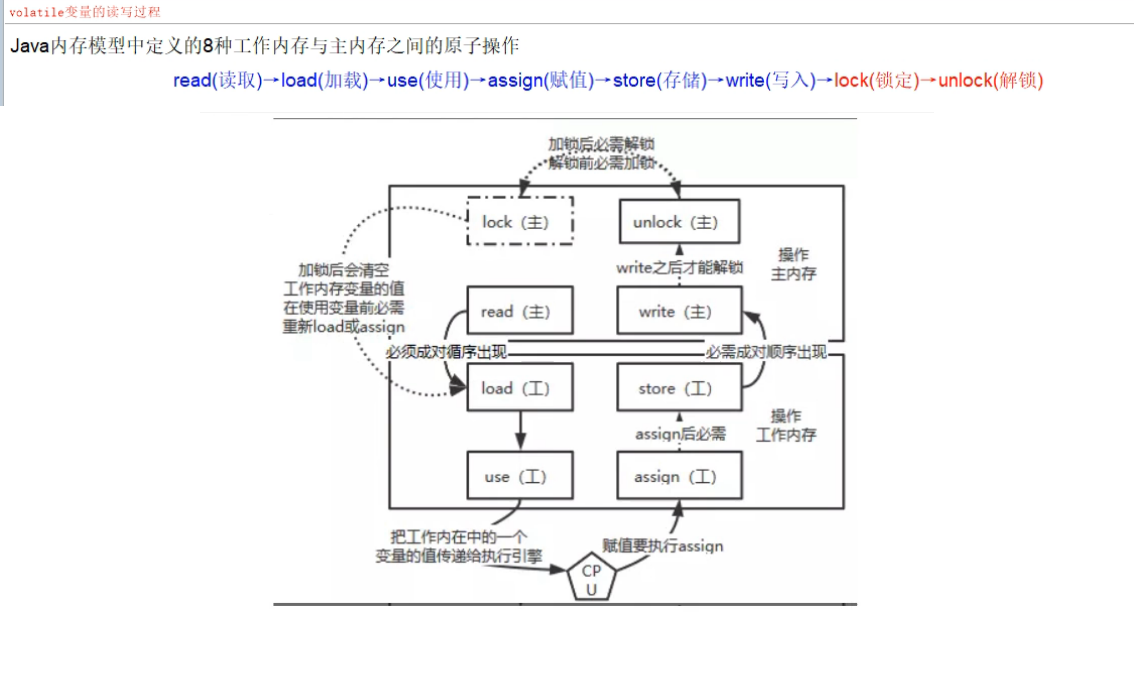 volatile变量的读写过程
Java内存模型中定义的8种工作内存与主内存之间的原子操作
read(读取)→load(加载)→use(使用)→assign(赋值)→store(存储)→write(写入)→lock(锁定)→unlock(解锁)
加锁后必需解锁
解锁前必需加锁
lock（主）
unlock（主）
操作
主内存
write之后才能解锁
加锁后会清空
工作内存变量的值
在使用变量前必需
重新load或assign
read（主）
write（主）
必须成对循序出现
必需成对顺序出现
load（工）
store（工）
操作
工作内存
assign后必需
use（工）
assign（工）
把工作内在中的一个
变量的值传递给执行引擎
赋值要执行assign
CP
U